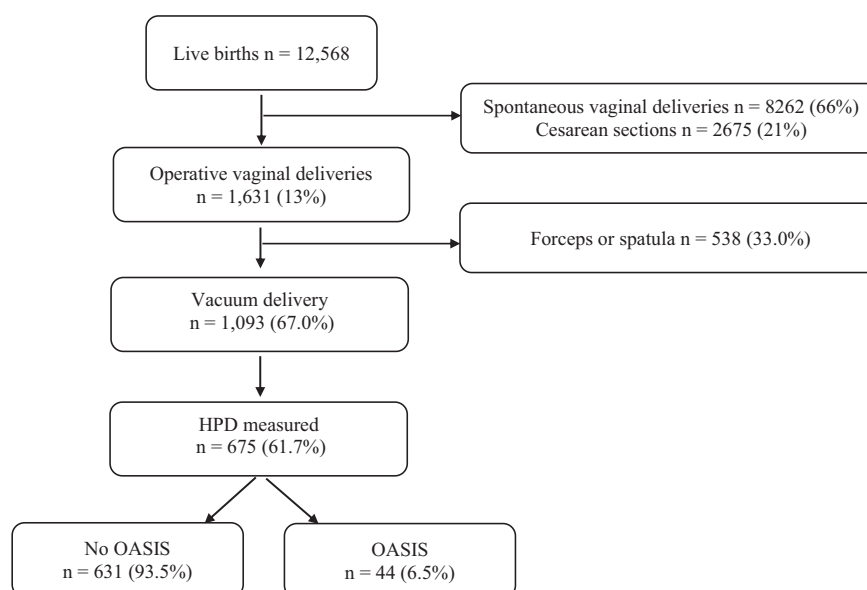 Live births n = 12,568
Spontaneous vaginal deliveries n = 8262 (66%)
Cesarean sections n = 2675 (21%)
Operative vaginal deliveries
n = 1,631 (13%)
Forceps or spatula n = 538 (33.0%)
Vacuum delivery
n = 1,093 (67.0%)
HPD measured
n = 675 (61.7%)
No OASIS
n = 631 (93.5%)
OASIS
n = 44 (6.5%)